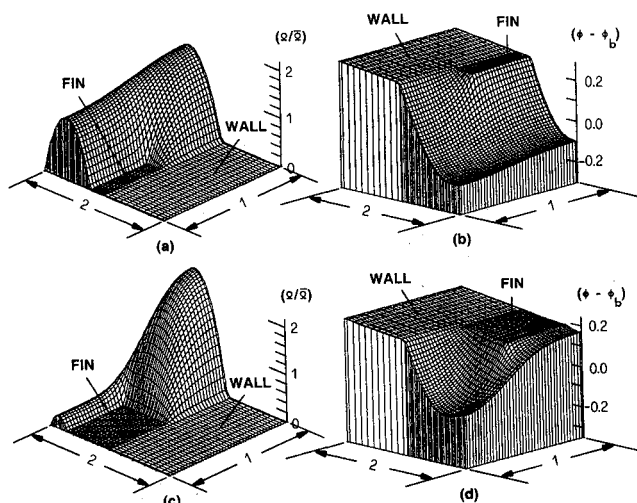 (Ω/Ω̅)
2
1
0
FIN
WALL
2
1
(a)
WALL
FIN
(ϕ - ϕb)
0.2
0.0
-0.2
2
1
(b)
(Ω/Ω̅)
2
1
0
FIN
WALL
2
1
(c)
WALL
FIN
(ϕ - ϕb)
0.2
0.0
-0.2
2
1
(d)